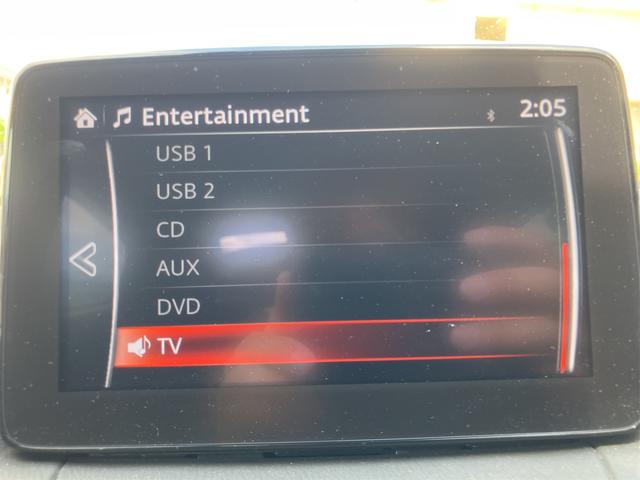 Entertainment 2:05
USB 1
USB 2
CD
AUX
DVD
TV